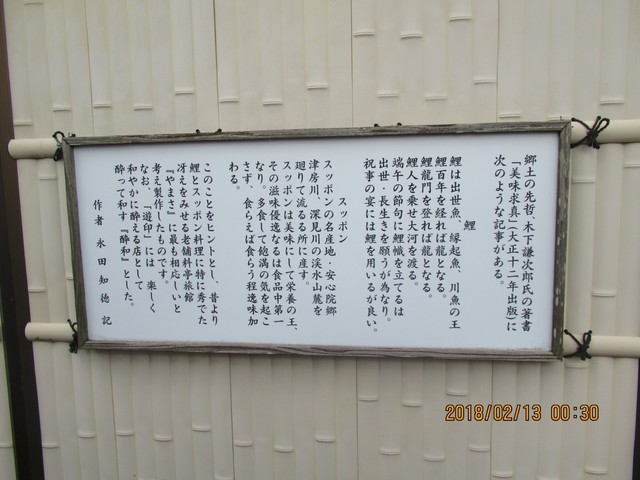 郷土の先哲、木下謙次郎氏の著書
「美味求真」(大正十二年出版)に
次のような記事がある。
鯉
鯉は出世魚、縁起魚、川魚の王
鯉百年を経れば龍となる。
鯉龍門を登れば龍となる。
鯉人を乗せ大河を渡る。
端午の節句に鯉幟を立てるは
出世・長生きを願うが為なり。
祝事の宴には鯉を用いるが良い。
スッポン
スッポンの名産地・安心院郷
津房川、深見川の渓水山麓を
廻りて流るる所に産す。
スッポンは美味にして栄養の王、
その滋味優逸なるは食品中第一
なり。多食して飽満の気を起こ
さず、食らえば食らう程逸味加
わる。
このことをヒントとし、昔より
鯉とスッポン料理に特に秀でた
冴えをみせる老舗料亭旅館
『やまさ』に最も相応しいと
考え製作したものです。
なお、「遊印」には、楽しく
和やかに酔える店として
酔って和す『酔和』とした。
作者 永田知徳 記
2018/02/13 00:30